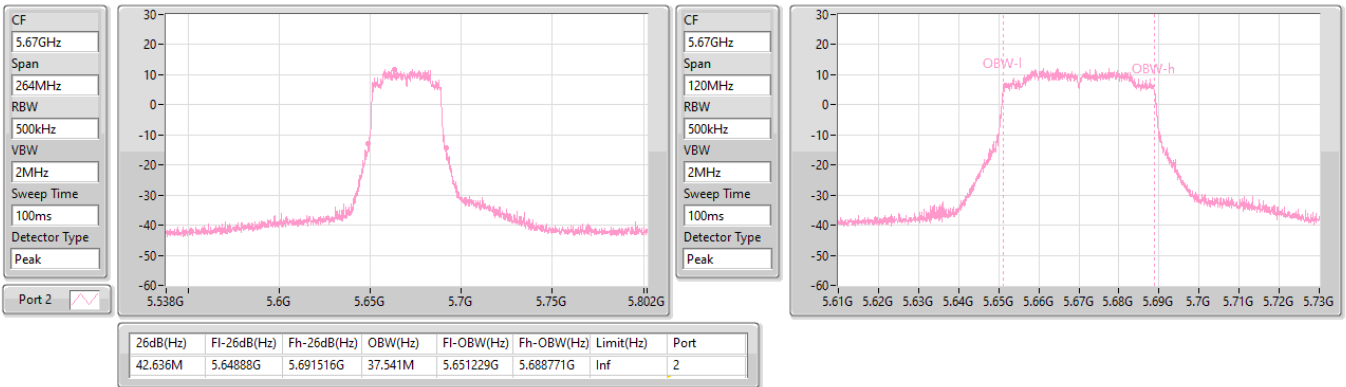 CF
5.67GHz
Span
264MHz
RBW
500kHz
VBW
2MHz
Sweep Time
100ms
Detector Type
Peak
Port 2
30
20
10
0
-10
-20
-30
-40
-50
-60
5.538G 5.6G 5.65G 5.7G 5.75G 5.802G
CF
5.67GHz
Span
120MHz
RBW
500kHz
VBW
2MHz
Sweep Time
100ms
Detector Type
Peak
30
20
10
0
-10
-20
-30
-40
-50
-60
OBW-l OBW-h
5.61G 5.62G 5.63G 5.64G 5.65G 5.66G 5.67G 5.68G 5.69G 5.7G 5.71G 5.72G 5.73G
26dB(Hz) Fl-26dB(Hz) Fh-26dB(Hz) OBW(Hz) Fl-OBW(Hz) Fh-OBW(Hz) Limit(Hz) Port
42.636M 5.64888G 5.691516G 37.541M 5.651229G 5.688771G Inf 2